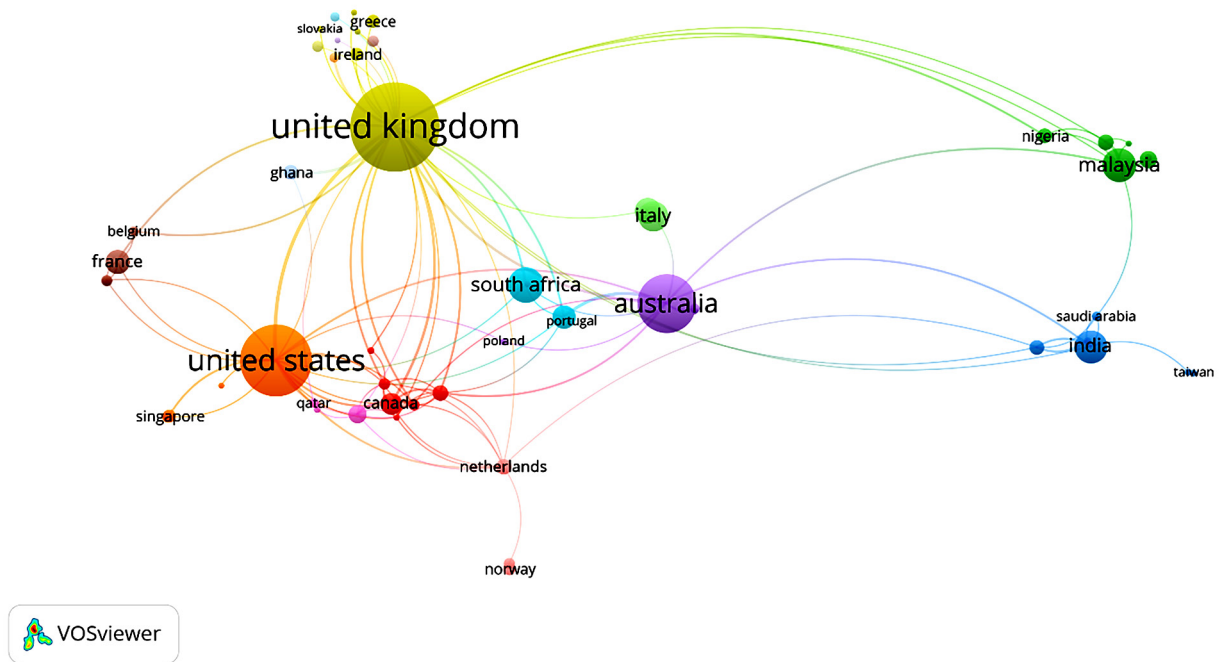 greece
slovakia
ireland
united kingdom
nigeria
malaysia
ghana
italy
belgium
france
south africa
australia
portugal
saudi arabia
poland
india
united states
taiwan
qatar
canada
singapore
netherlands
norway
VOSviewer